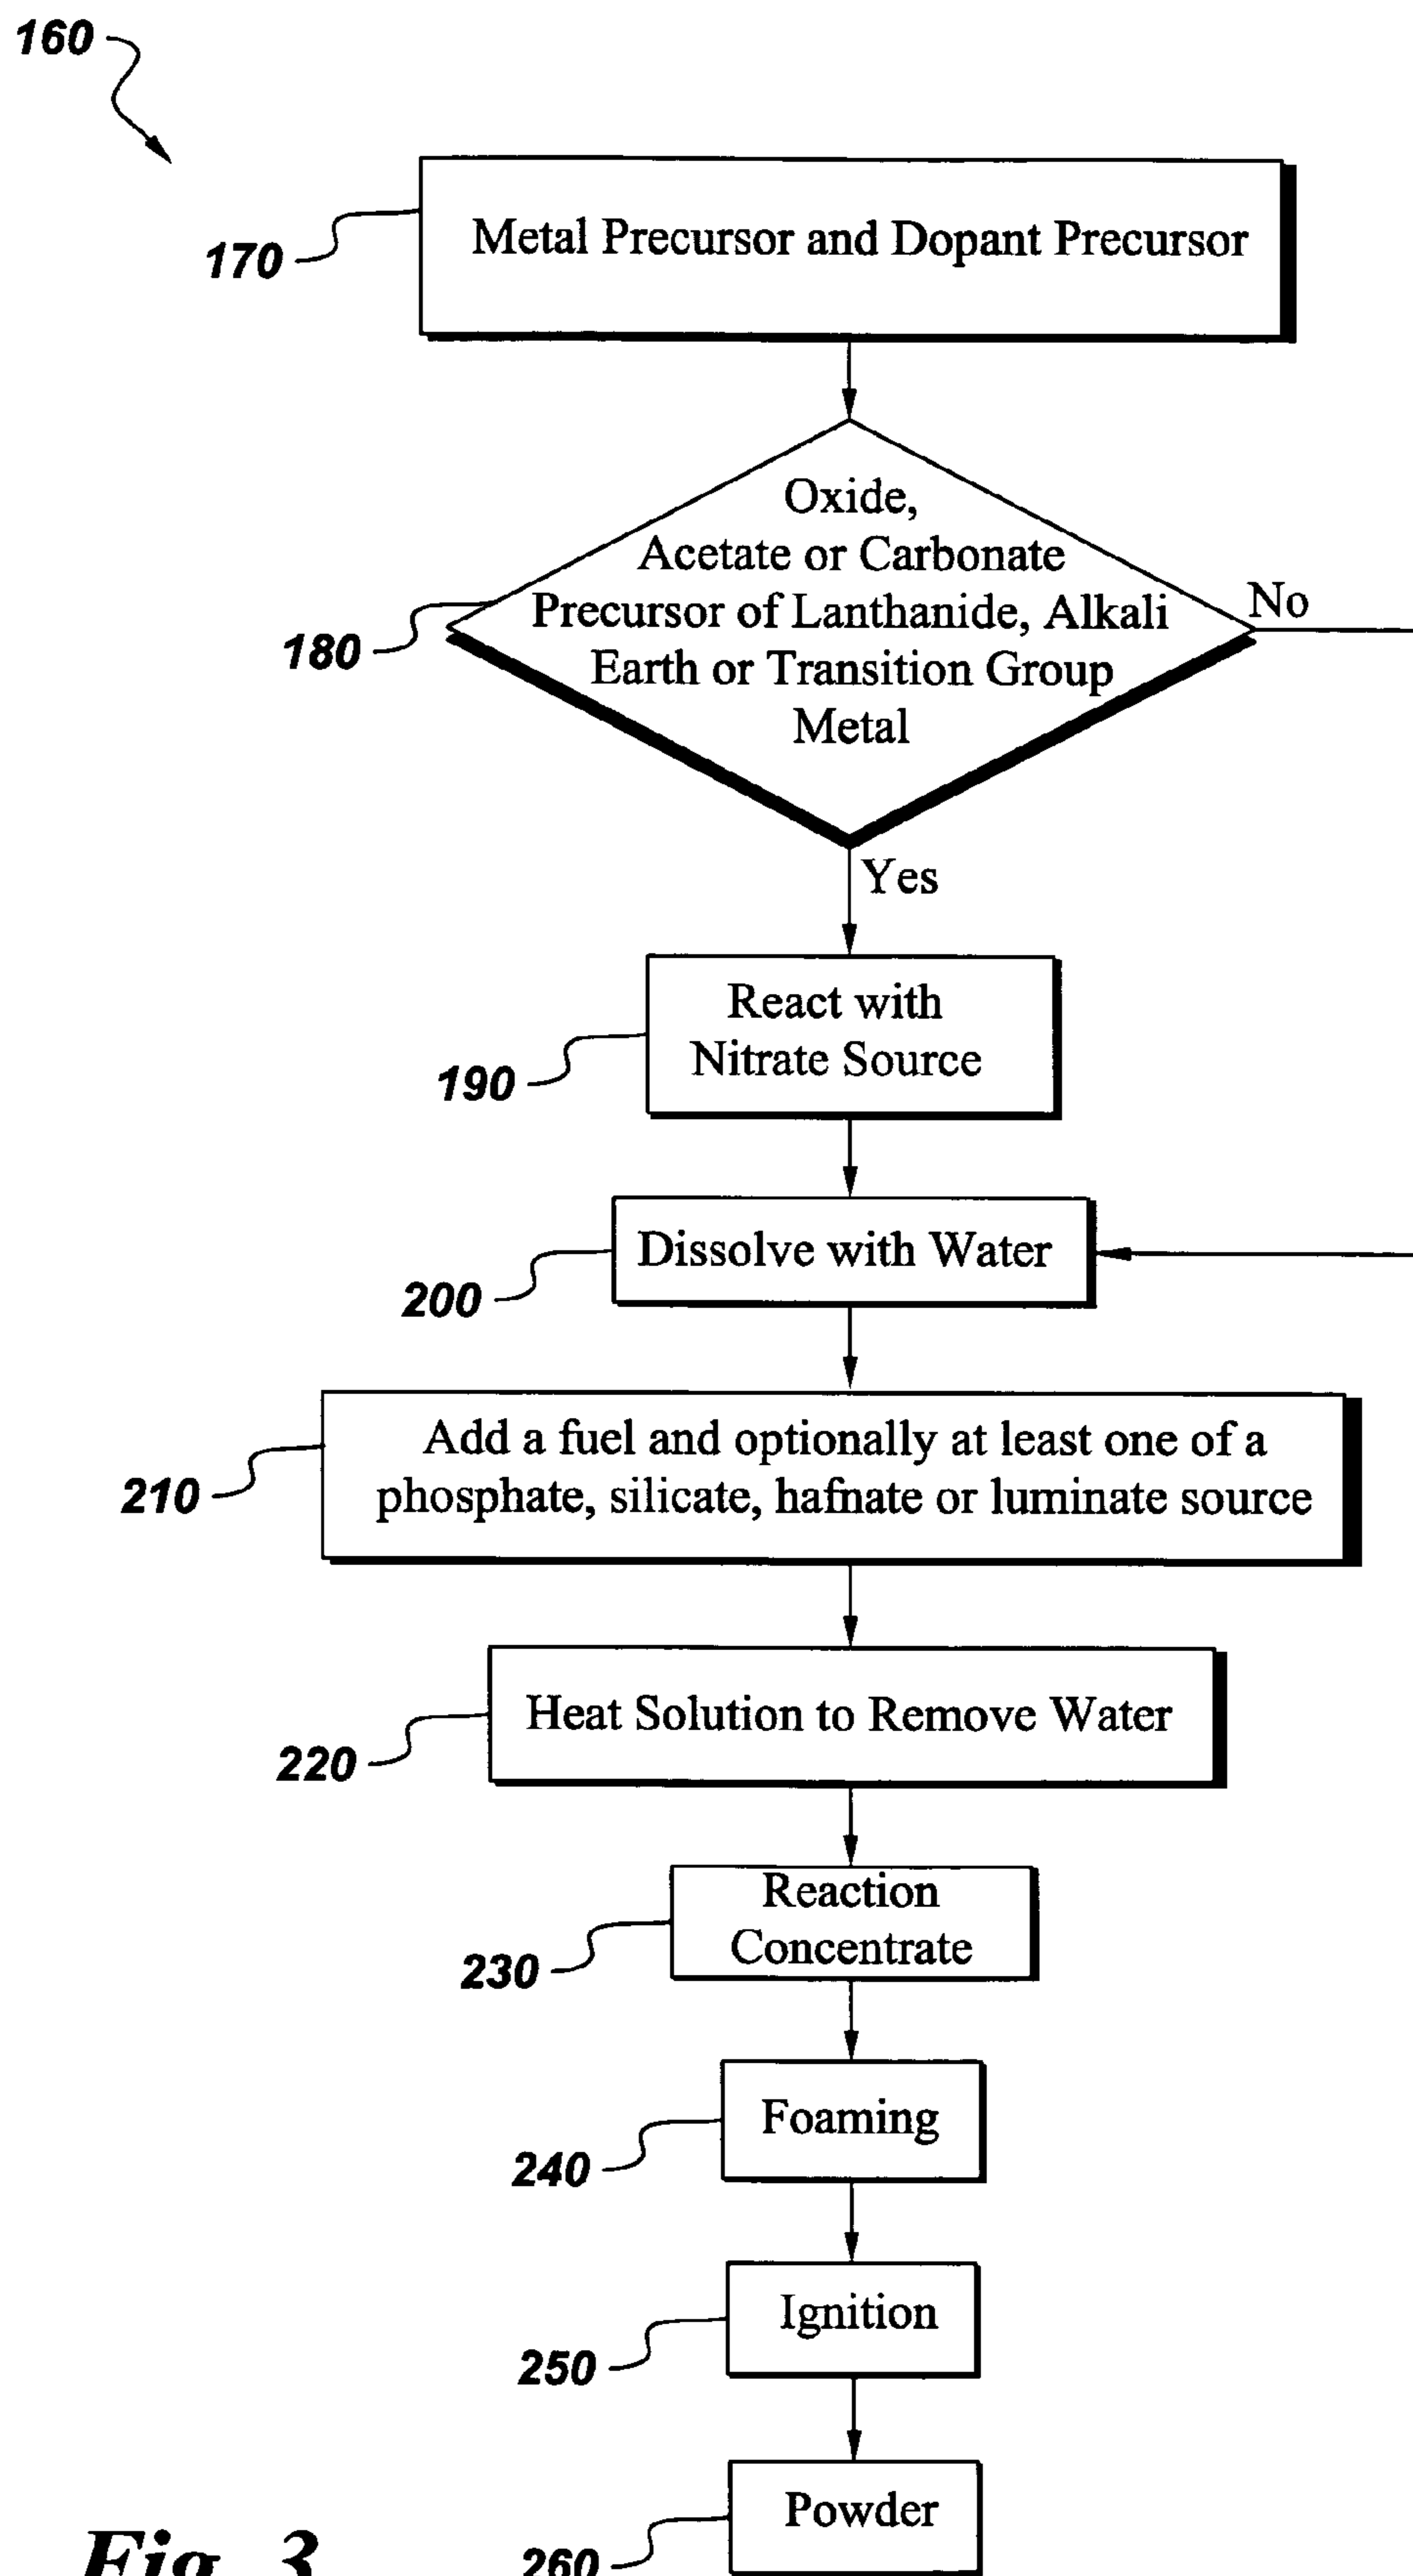 160
170
Metal Precursor and Dopant Precursor
Oxide,
Acetate or Carbonate
Precursor of Lanthanide, Alkali
Earth or Transition Group
Metal
No
180
Yes
React with
Nitrate Source
190
Dissolve with Water
200
Add a fuel and optionally at least one of a
phosphate, silicate, hafnate or luminate source
210
Heat Solution to Remove Water
220
Reaction
Concentrate
230
Foaming
240
Ignition
250
Powder
260
Fig. 3